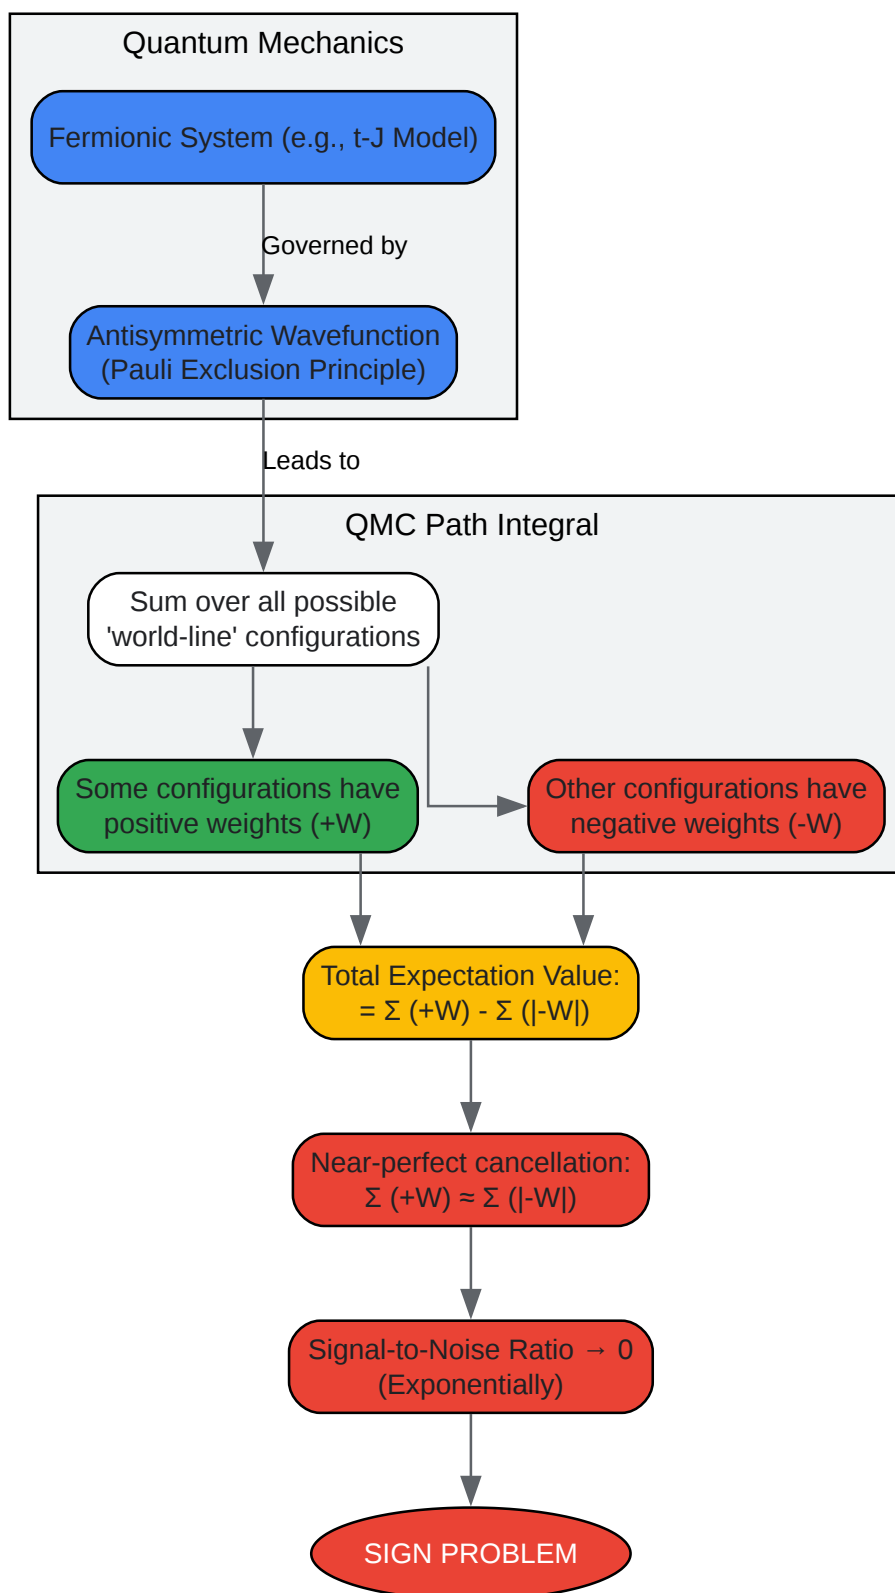 Quantum Mechanics
Fermionic System (e.g., t-J Model)
Governed by
Antisymmetric Wavefunction
(Pauli Exclusion Principle)
Leads to
QMC Path Integral
Sum over all possible
'world-line' configurations
Some configurations have
positive weights (+W)
Other configurations have
negative weights (-W)
Total Expectation Value:
= Σ (+W) - Σ (|-W|)
Near-perfect cancellation:
Σ (+W) ≈ Σ (|-W|)
Signal-to-Noise Ratio → 0
(Exponentially)
SIGN PROBLEM